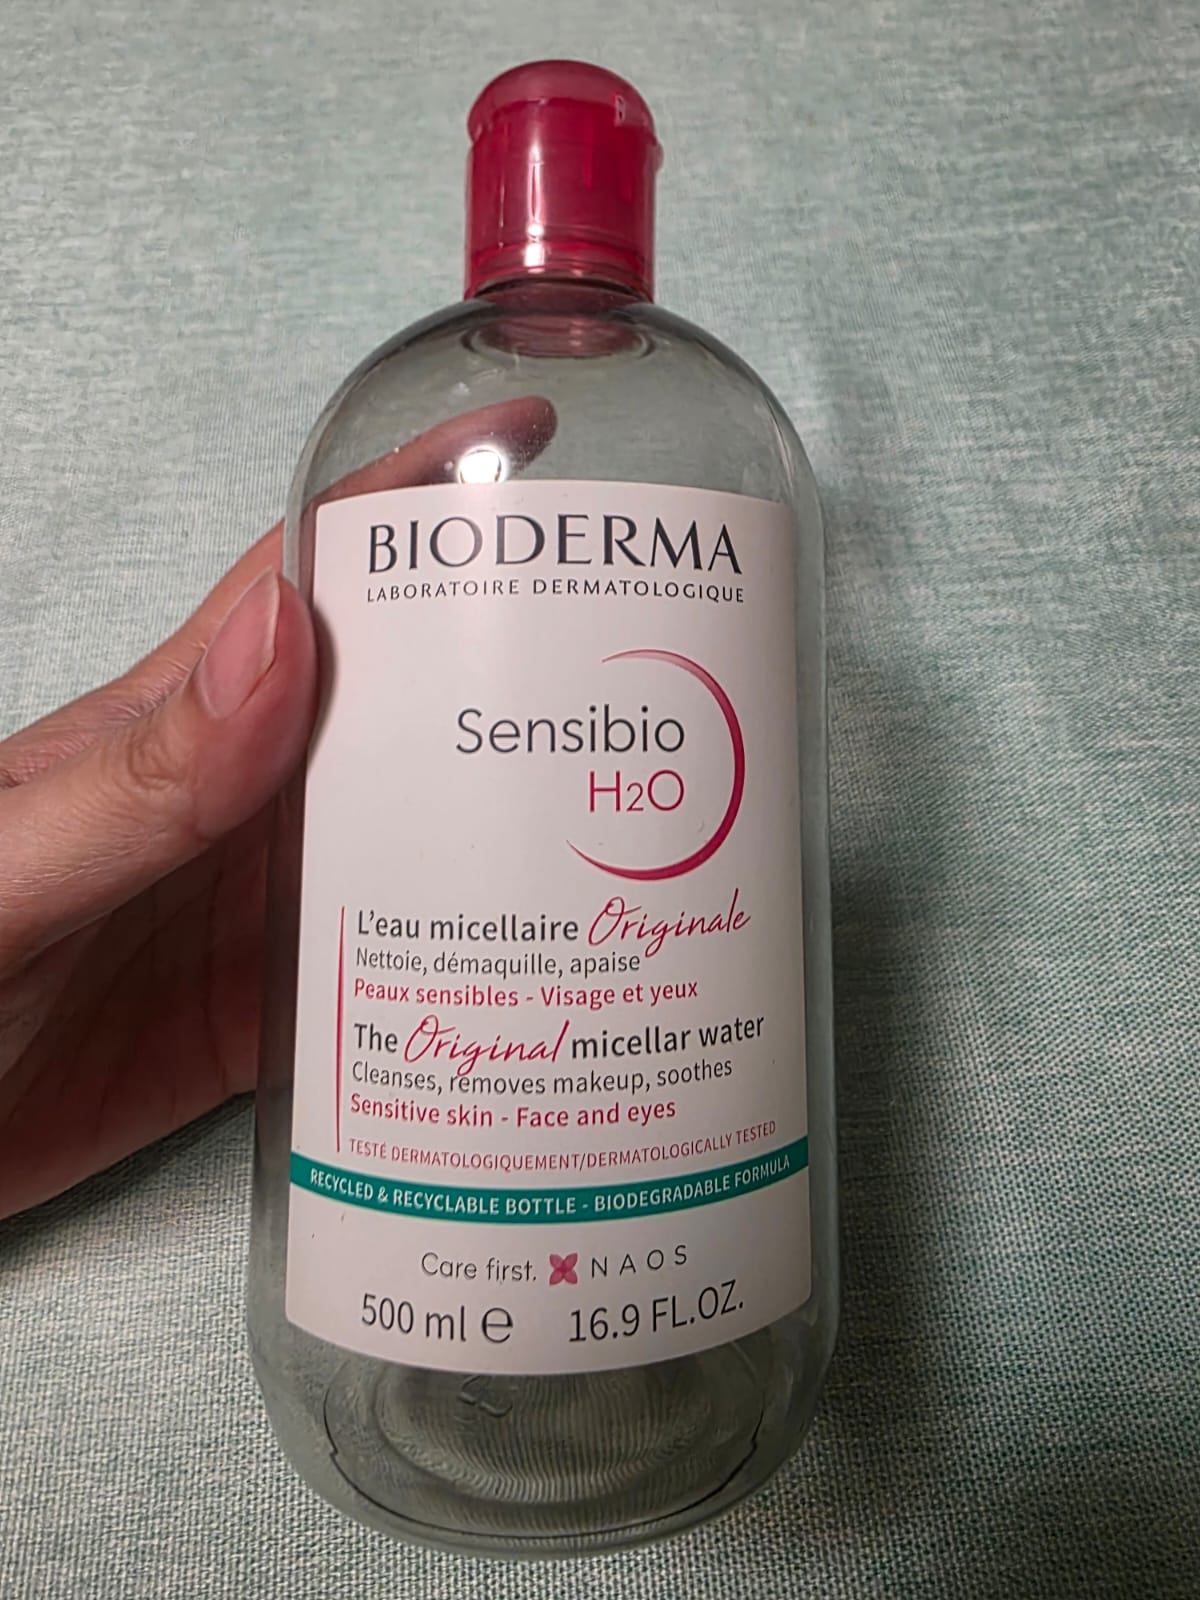 BIODERMA
LABORATOIRE DERMATOLOGIQUE
Sensibio
H2O
L'eau micellaire Originale
Nettoie, démaquille, apaise
Peaux sensibles - Visage et yeux
The Original micellar water
Cleanses, removes makeup, soothes
Sensitive skin - Face and eyes
TESTÉ DERMATOLOGIQUEMENT/DERMATOLOGICALLY TESTED
RECYCLED & RECYCLABLE BOTTLE - BIODEGRADABLE FORMULA
Care first. NAOS
500 ml ℮ 16.9 FL.OZ.